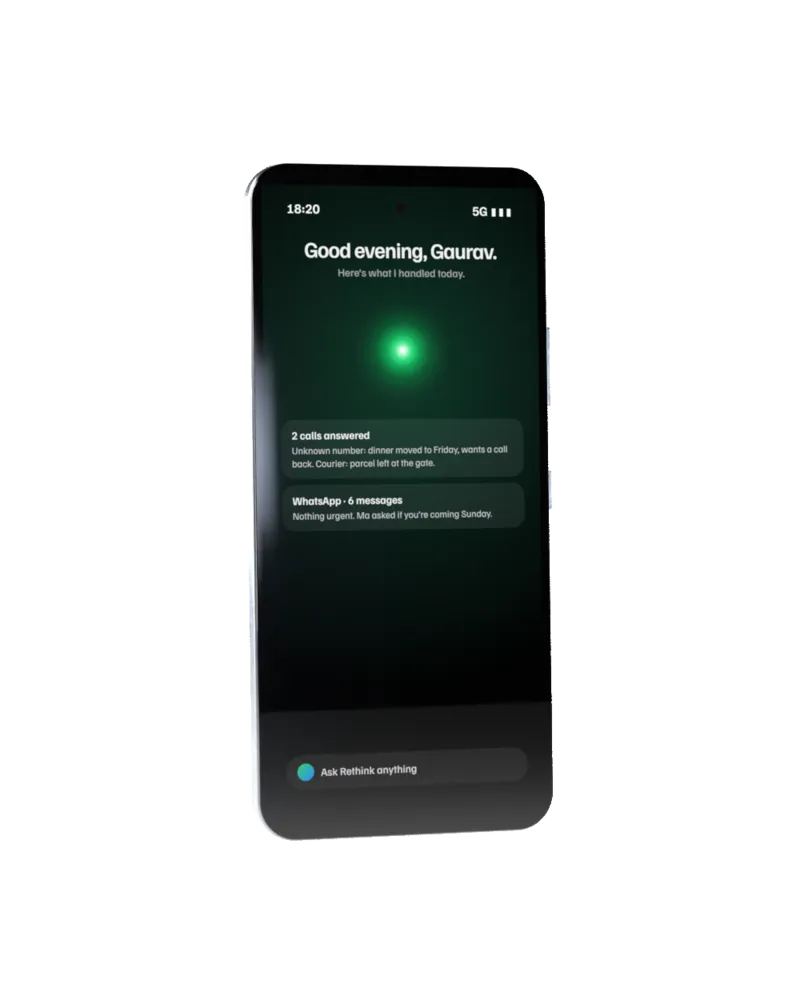 18:20
5G
Good evening, Gaurav.
Here's what I handled today.
2 calls answered
Unknown number: dinner moved to Friday, wants a call
back. Courier: parcel left at the gate.
WhatsApp · 6 messages
Nothing urgent. Ma asked if you're coming Sunday.
Ask Rethink anything